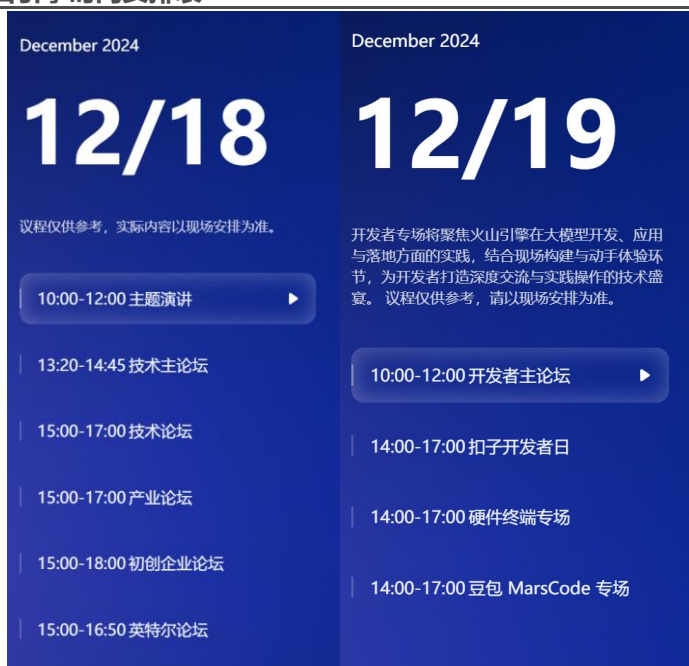 December 2024
12/18
议程仅供参考，实际内容以现场安排为准。
10:00-12:00 主题演讲
13:20-14:45 技术主论坛
15:00-17:00 技术论坛
15:00-17:00 产业论坛
15:00-18:00 初创企业论坛
15:00-16:50 英特尔论坛
December 2024
12/19
开发者专场将聚焦火山引擎在大模型开发、应用
与落地方面的实践，结合现场构建与动手体验环
节，为开发者打造深度交流与实践操作的技术盛
宴。 议程仅供参考，请以现场安排为准。
10:00-12:00 开发者主论坛
14:00-17:00 扣子开发者日
14:00-17:00 硬件终端专场
14:00-17:00 豆包 MarsCode 专场